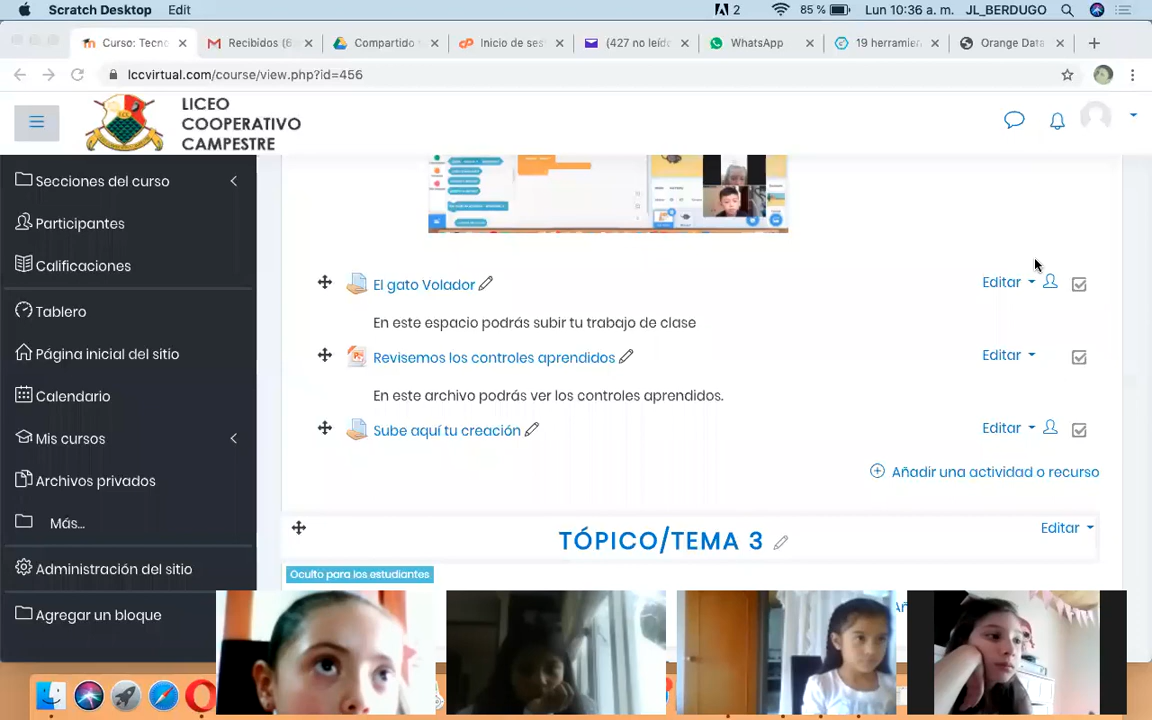 Scratch Desktop Edit 2 85 % Lun 10:36 a. m. JL_BERDUGO
Curso: Tecno Recibidos (6 Compartido Inicio de ses (427 no leíde WhatsApp 19 herramie Orange Data
lccvirtual.com/course/view.php?id=456
LICEO
COOPERATIVO
CAMPESTRE
Secciones del curso
Participantes
Calificaciones
Tablero
Página inicial del sitio
Calendario
Mis cursos
Archivos privados
Más...
Administración del sitio
Agregar un bloque
El gato Volador Editar
En este espacio podrás subir tu trabajo de clase
Revisemos los controles aprendidos Editar
En este archivo podrás ver los controles aprendidos.
Sube aquí tu creación Editar
Añadir una actividad o recurso
TÓPICO/TEMA 3 Editar
Oculto para los estudiantes